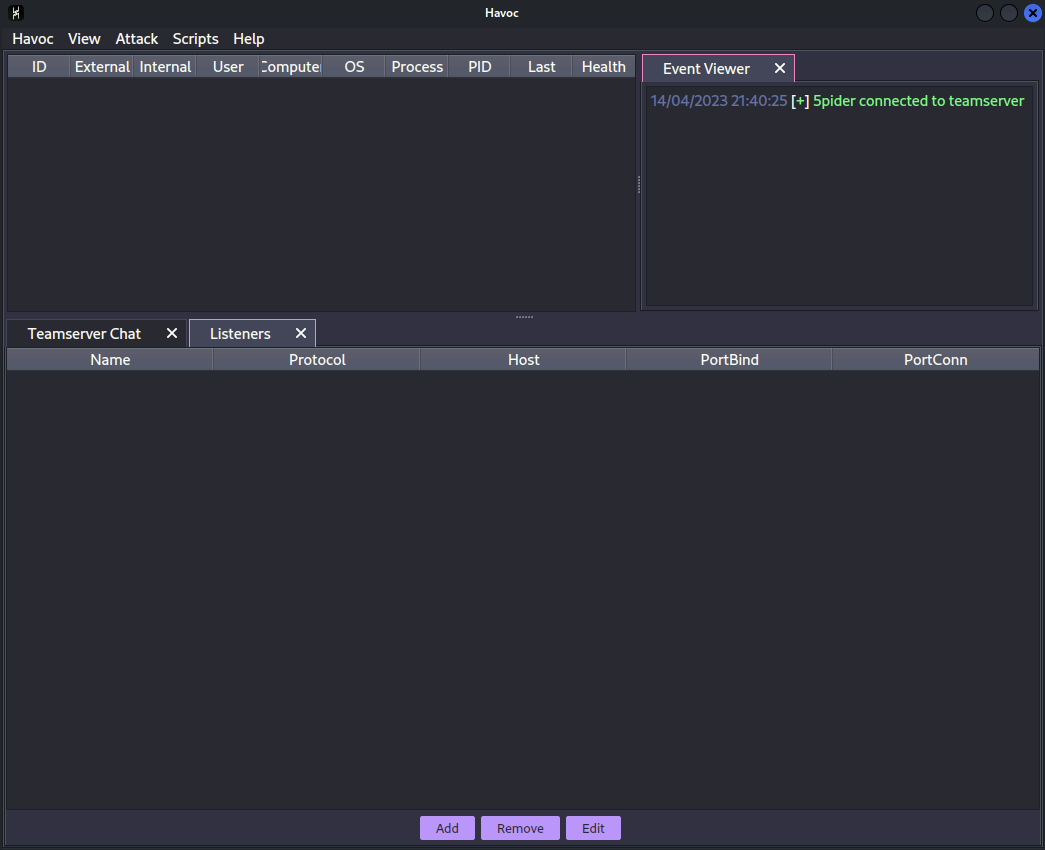 Havoc
Havoc View Attack Scripts Help
ID External Internal User Compute OS Process PID Last Health
Event Viewer
14/04/2023 21:40:25 [+] 5pider connected to teamserver
Teamserver Chat Listeners
Name Protocol Host PortBind PortConn
Add Remove Edit